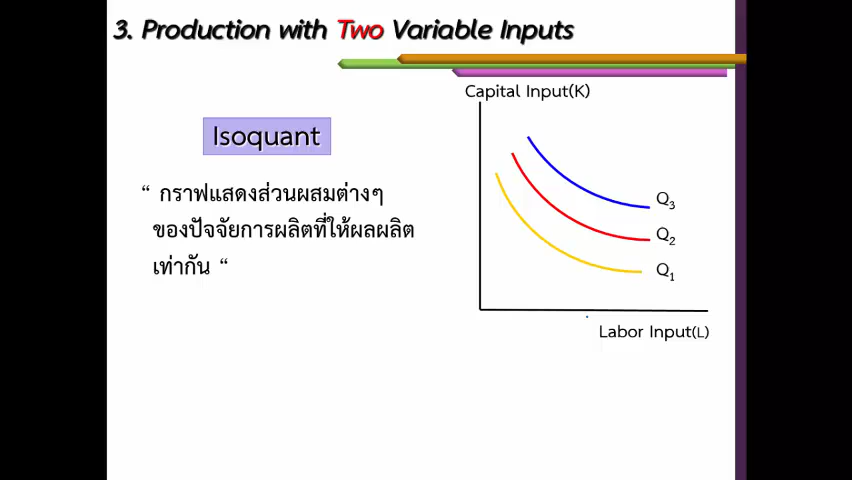 3. Production with Two Variable Inputs
Isoquant
“ กราฟแสดงส่วนผสมต่างๆ
ของปัจจัยการผลิตที่ให้ผลผลิต
เท่ากัน “
Capital Input(K)
Q3
Q2
Q1
Labor Input(L)